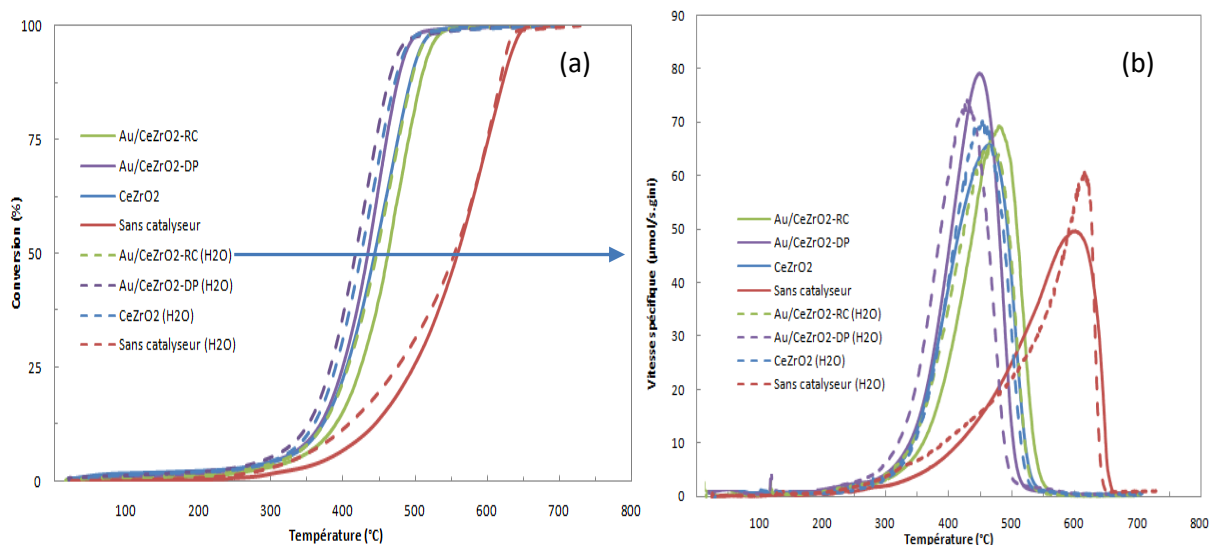 (a)
Conversion (%)
100
75
50
25
0
Au/CeZrO2-RC
Au/CeZrO2-DP
CeZrO2
Sans catalyseur
Au/CeZrO2-RC (H2O)
Au/CeZrO2-DP (H2O)
CeZrO2 (H2O)
Sans catalyseur (H2O)
100 200 300 400 500 600 700 800
Température (°C)
(b)
Vitesse spécifique (µmol/s.gini)
90
80
70
60
50
40
30
20
10
0
Au/CeZrO2-RC
Au/CeZrO2-DP
CeZrO2
Sans catalyseur
Au/CeZrO2-RC (H2O)
Au/CeZrO2-DP (H2O)
CeZrO2 (H2O)
Sans catalyseur (H2O)
100 200 300 400 500 600 700 800
Température (°C)